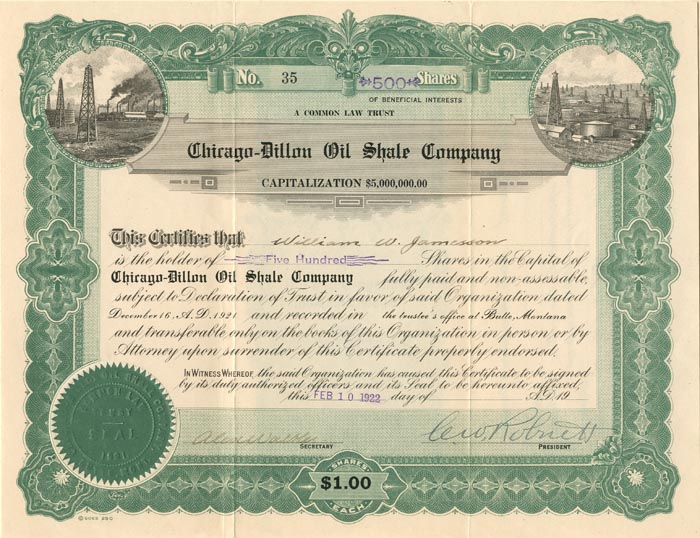 No. 35 *500* Shares
OF BENEFICIAL INTERESTS
A COMMON LAW TRUST
Chicago-Dillon Oil Shale Company
CAPITALIZATION $5,000,000.00
This Certifies that William W. Jamesson
is the holder of Five Hundred Shares in the Capital of
Chicago-Dillon Oil Shale Company fully paid and non-assessable,
subject to Declaration of Trust in favor of said Organization, dated
December 16, A.D. 1921 and recorded in the trustee's office at Butte, Montana
and transferable only on the books of this Organization in person or by
Attorney upon surrender of this Certificate properly endorsed.
IN WITNESS WHEREOF, the said Organization has caused this Certificate to be signed
by its duly authorized officers, and its Seal to be hereunto affixed,
this FEB 10 1922 day of A.D. 19
SEAL
SECRETARY
PRESIDENT
SHARES
$1.00
EACH
©GOES 280